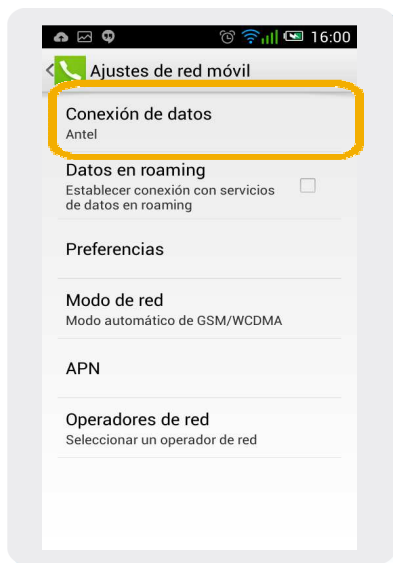 16:00
Ajustes de red móvil
Conexión de datos
Antel
Datos en roaming
Establecer conexión con servicios
de datos en roaming
Preferencias
Modo de red
Modo automático de GSM/WCDMA
APN
Operadores de red
Seleccionar un operador de red